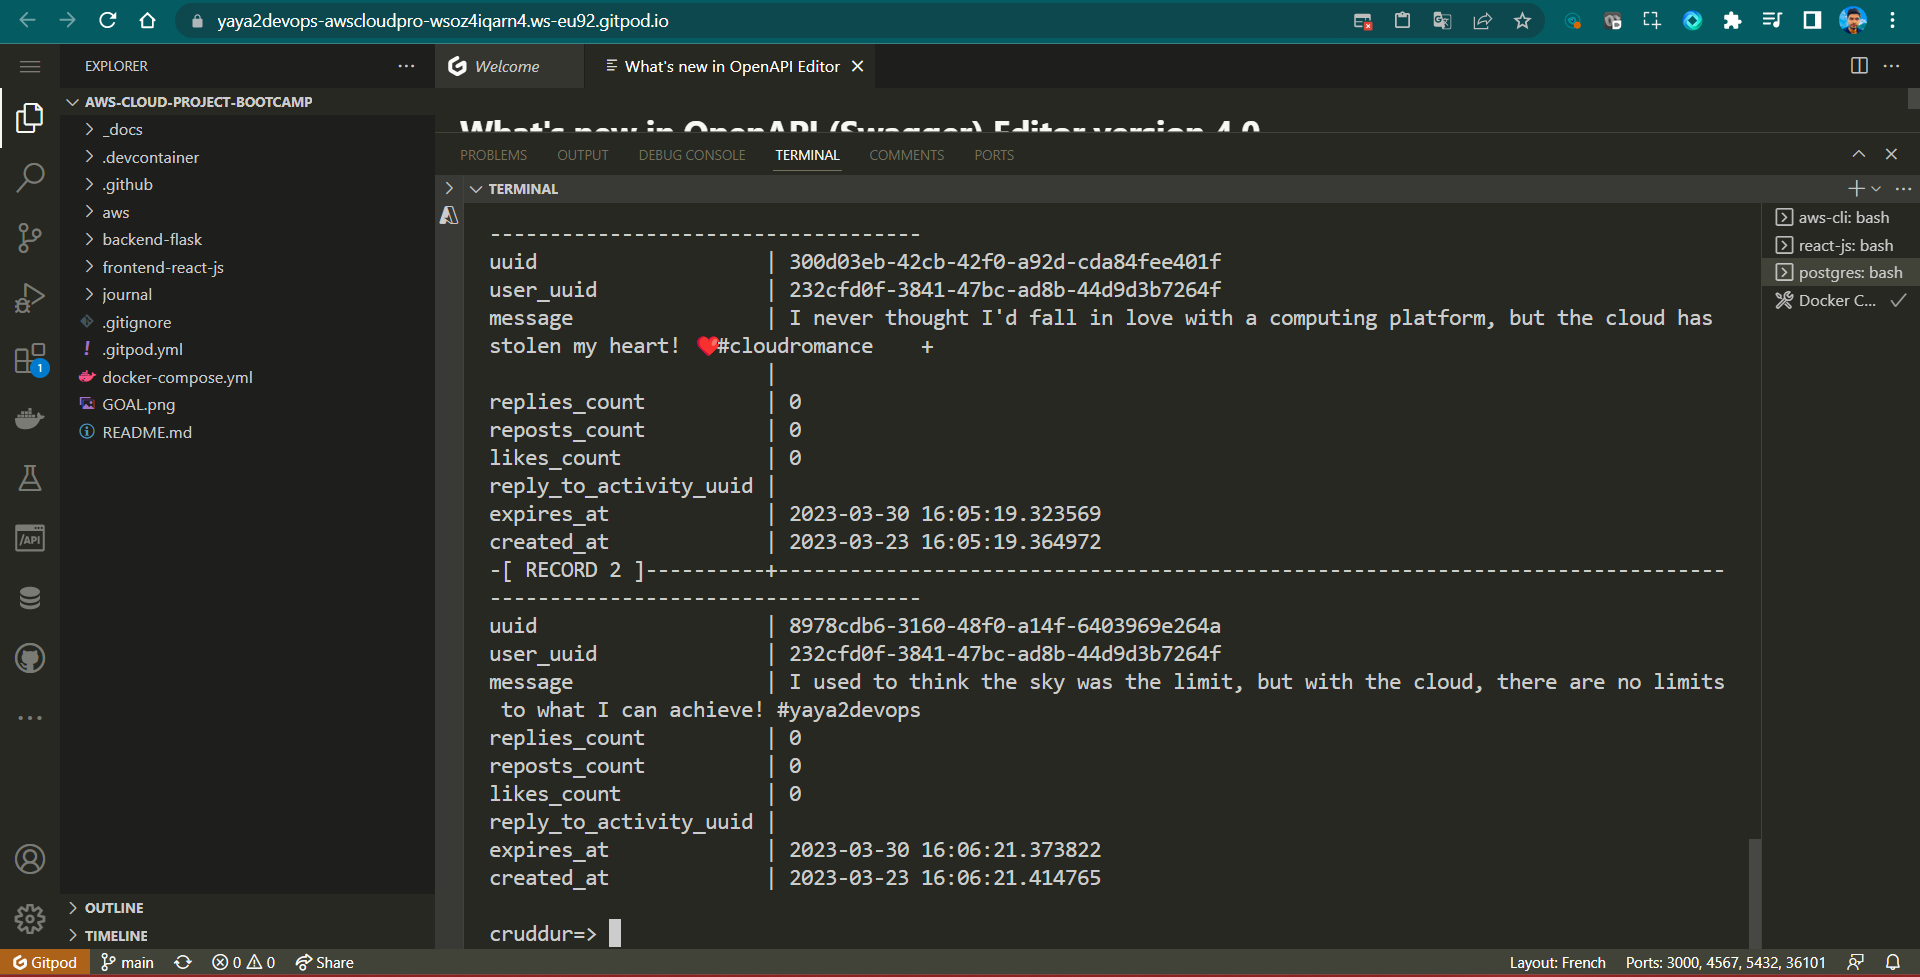 yaya2devops-awscloudpro-wsoz4iqarn4.ws-eu92.gitpod.io
EXPLORER
Welcome
What's new in OpenAPI Editor
AWS-CLOUD-PROJECT-BOOTCAMP
_docs
.devcontainer
.github
aws
backend-flask
frontend-react-js
journal
.gitignore
.gitpod.yml
docker-compose.yml
GOAL.png
README.md
OUTLINE
TIMELINE
1
/API
What's new in OpenAPI (Swagger) Editor version 4.0
PROBLEMS OUTPUT DEBUG CONSOLE TERMINAL COMMENTS PORTS
TERMINAL
------------------------------------
uuid | 300d03eb-42cb-42f0-a92d-cda84fee401f
user_uuid | 232cfd0f-3841-47bc-ad8b-44d9d3b7264f
message | I never thought I'd fall in love with a computing platform, but the cloud has
stolen my heart! ❤️#cloudromance +
|
replies_count | 0
reposts_count | 0
likes_count | 0
reply_to_activity_uuid |
expires_at | 2023-03-30 16:05:19.323569
created_at | 2023-03-23 16:05:19.364972
-[ RECORD 2 ]----------+-------------------------------------------------------------------------------
------------------------------------
uuid | 8978cdb6-3160-48f0-a14f-6403969e264a
user_uuid | 232cfd0f-3841-47bc-ad8b-44d9d3b7264f
message | I used to think the sky was the limit, but with the cloud, there are no limits
to what I can achieve! #yaya2devops
replies_count | 0
reposts_count | 0
likes_count | 0
reply_to_activity_uuid |
expires_at | 2023-03-30 16:06:21.373822
created_at | 2023-03-23 16:06:21.414765
cruddur=>
aws-cli: bash
react-js: bash
postgres: bash
Docker C...
Gitpod main 0 0 Share
Layout: French Ports: 3000, 4567, 5432, 36101